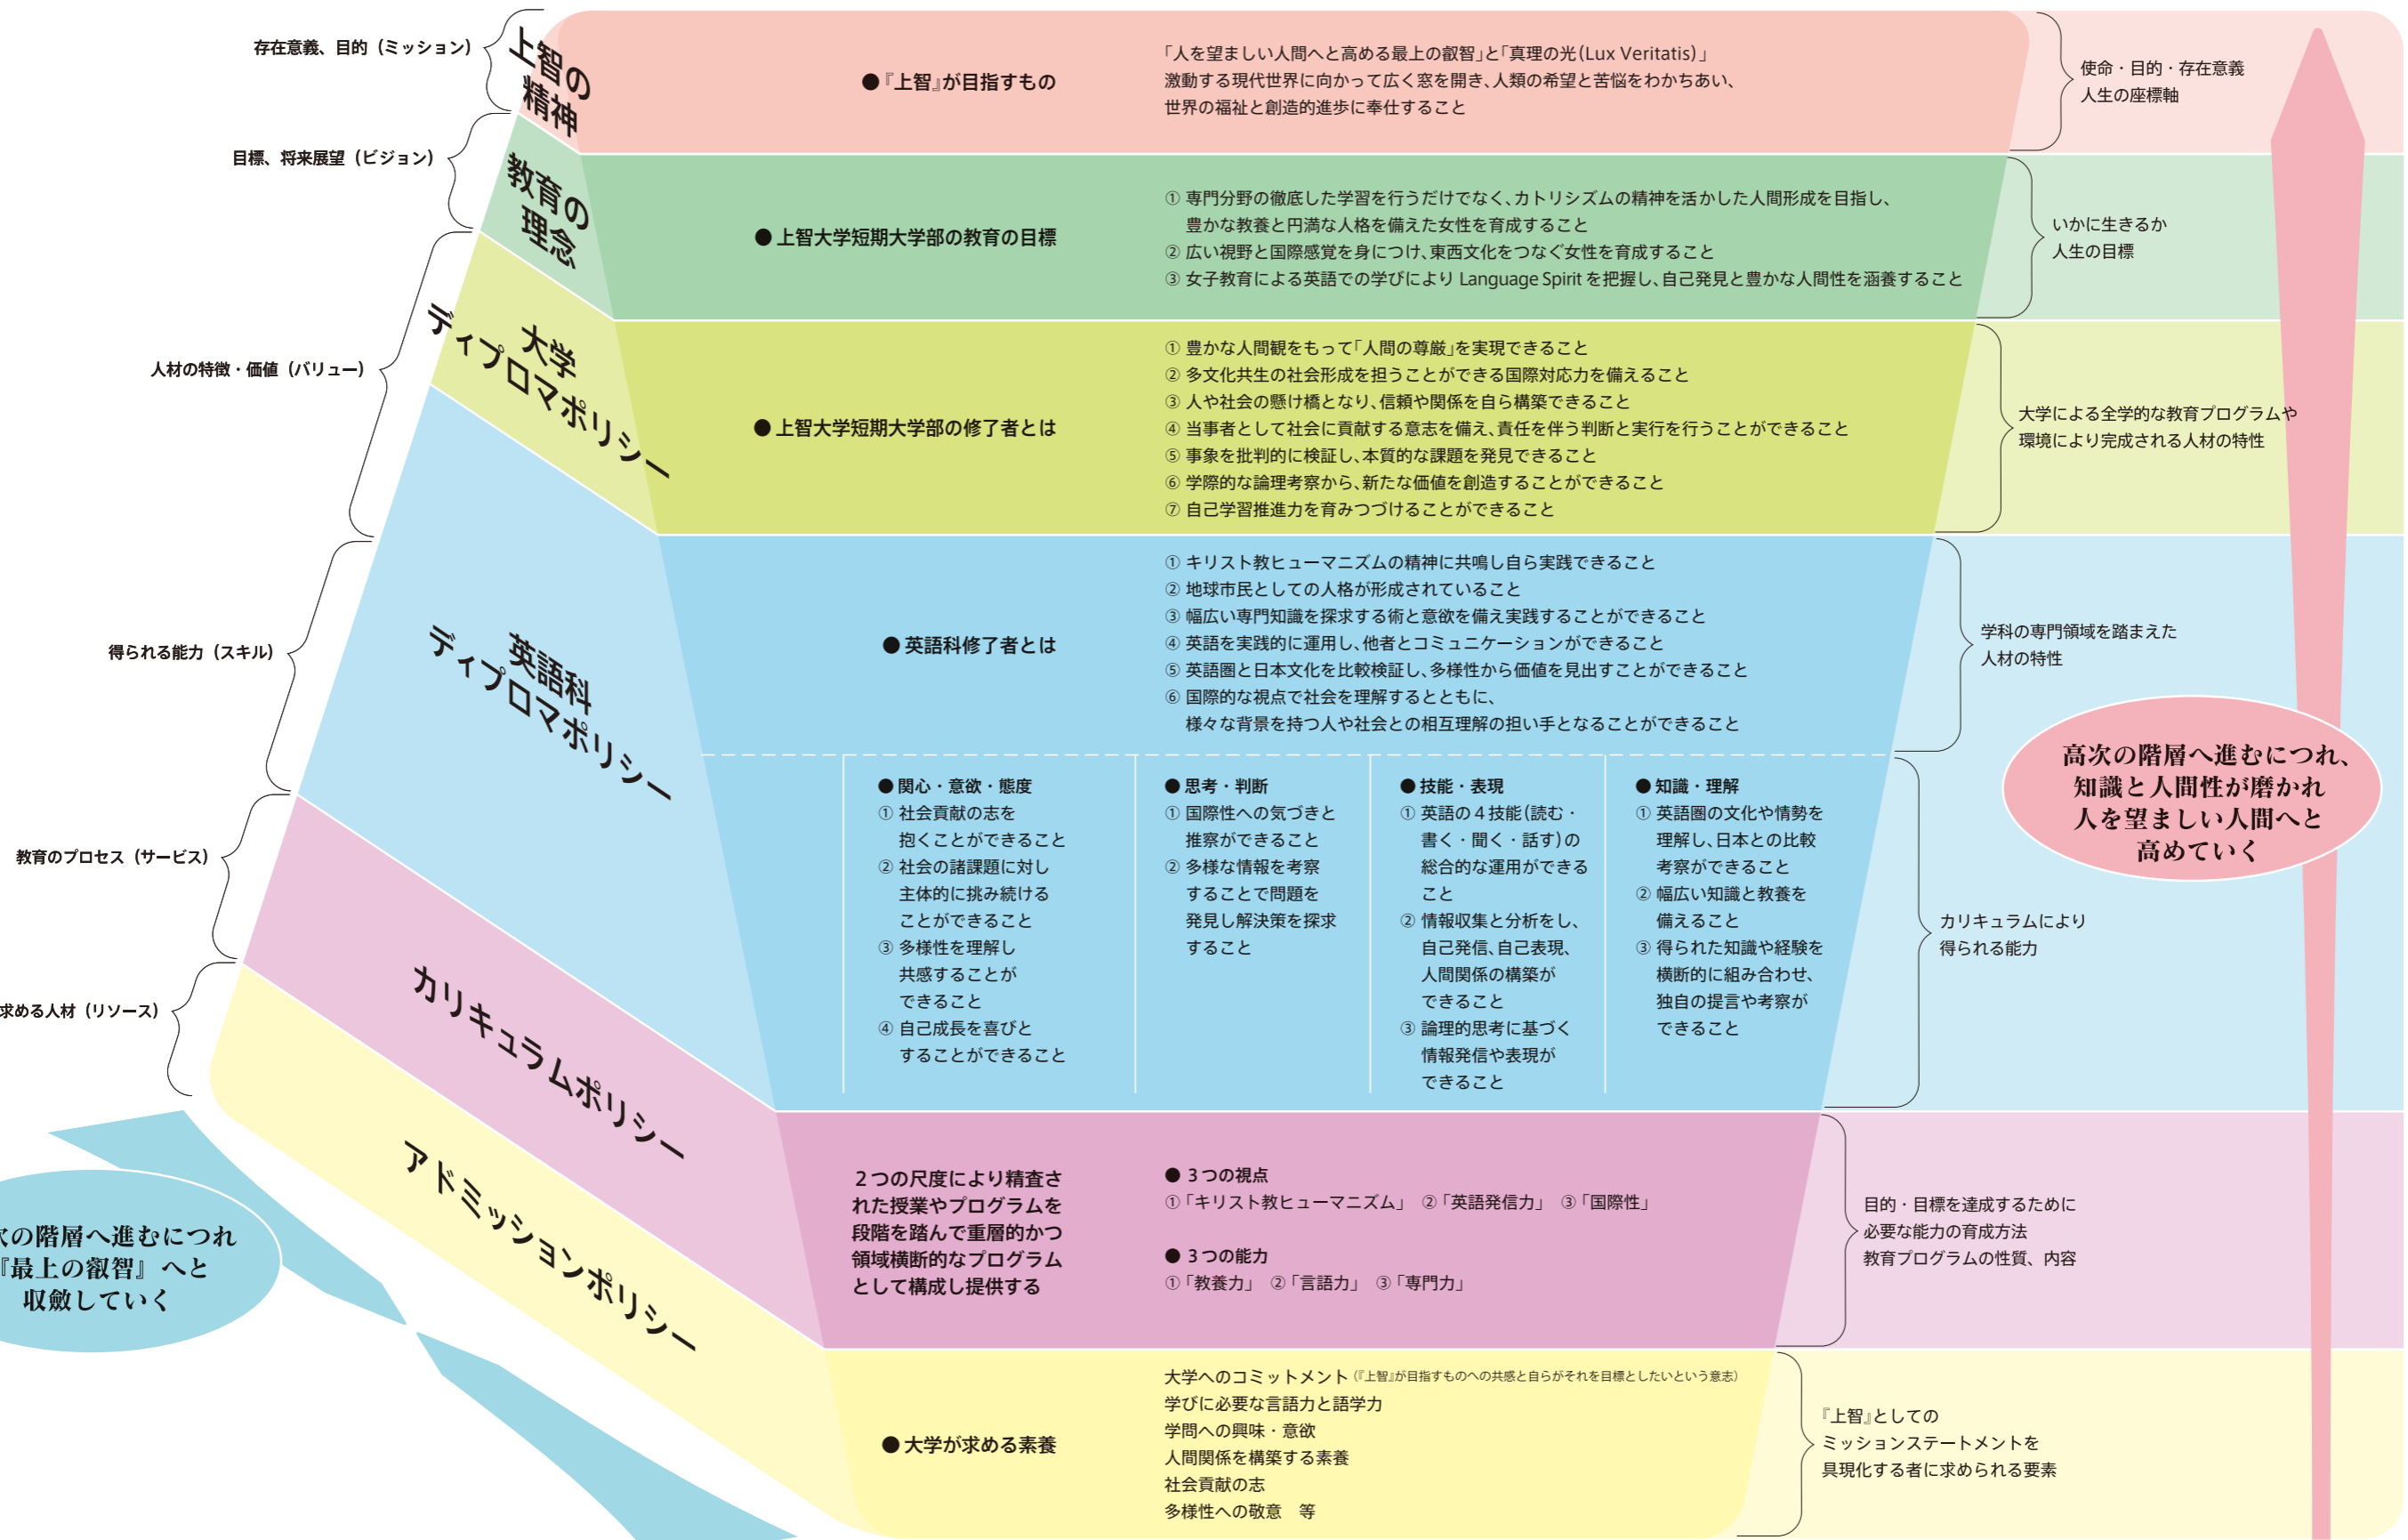 存在意義、目的（ミッション）
目標、将来展望（ビジョン）
人材の特徴・価値（バリュー）
得られる能力（スキル）
教育のプロセス（サービス）
求める人材（リソース）
上智の
精神
●『上智』が目指すもの
「人を望ましい人間へと高める最上の叡智」と「真理の光（Lux Veritatis）」
激動する現代世界に向かって広く窓を開き、人類の希望と苦悩をわかちあい、
世界の福祉と創造的進歩に奉仕すること
使命・目的・存在意義
人生の座標軸
教育の
理念
●上智大学短期大学部の教育の目標
① 専門分野の徹底した学習を行うだけでなく、カトリシズムの精神を活かした人間形成を目指し、
豊かな教養と円満な人格を備えた女性を育成すること
② 広い視野と国際感覚を身につけ、東西文化をつなぐ女性を育成すること
③ 女子教育による英語での学びにより Language Spirit を把握し、自己発見と豊かな人間性を涵養すること
いかに生きるか
人生の目標
大学
ディプロマポリシー
●上智大学短期大学部の修了者とは
① 豊かな人間観をもって「人間の尊厳」を実現できること
② 多文化共生の社会形成を担うことができる国際対応力を備えること
③ 人や社会の懸け橋となり、信頼や関係を自ら構築できること
④ 当事者として社会に貢献する意志を備え、責任を伴う判断と実行を行うことができること
⑤ 事象を批判的に検証し、本質的な課題を発見できること
⑥ 学際的な論理考察から、新たな価値を創造することができること
⑦ 自己学習推進力を育みつづけることができること
大学による全学的な教育プログラムや
環境により完成される人材の特性
英語科
ディプロマポリシー
●英語科修了者とは
① キリスト教ヒューマニズムの精神に共鳴し自ら実践できること
② 地球市民としての人格が形成されていること
③ 幅広い専門知識を探求する術と意欲を備え実践することができること
④ 英語を実践的に運用し、他者とコミュニケーションができること
⑤ 英語圏と日本文化を比較検証し、多様性から価値を見出すことができること
⑥ 国際的な視点で社会を理解するとともに、
様々な背景を持つ人や社会との相互理解の担い手となることができること
学科の専門領域を踏まえた
人材の特性
●関心・意欲・態度
① 社会貢献の志を
抱くことができること
② 社会の諸課題に対し
主体的に挑み続ける
ことができること
③ 多様性を理解し
共感することが
できること
④ 自己成長を喜びと
することができること
●思考・判断
① 国際性への気づきと
推察ができること
② 多様な情報を考察
することで問題を
発見し解決策を探求
すること
●技能・表現
① 英語の４技能（読む・
書く・聞く・話す）の
総合的な運用ができる
こと
② 情報収集と分析をし、
自己発信、自己表現、
人間関係の構築が
できること
③ 論理的思考に基づく
情報発信や表現が
できること
●知識・理解
① 英語圏の文化や情勢を
理解し、日本との比較
考察ができること
② 幅広い知識と教養を
備えること
③ 得られた知識や経験を
横断的に組み合わせ、
独自の提言や考察が
できること
カリキュラムにより
得られる能力
高次の階層へ進むにつれ、
知識と人間性が磨かれ
人を望ましい人間へと
高めていく
カリキュラムポリシー
２つの尺度により精査さ
れた授業やプログラムを
段階を踏んで重層的かつ
領域横断的なプログラム
として構成し提供する
● ３つの視点
①「キリスト教ヒューマニズム」 ②「英語発信力」 ③「国際性」
● ３つの能力
①「教養力」 ②「言語力」 ③「専門力」
目的・目標を達成するために
必要な能力の育成方法
教育プログラムの性質、内容
アドミッションポリシー
●大学が求める素養
大学へのコミットメント（『上智』が目指すものへの共感と自らがそれを目標としたいという意志）
学びに必要な言語力と語学力
学問への興味・意欲
人間関係を構築する素養
社会貢献の志
多様性への敬意　等
『上智』としての
ミッションステートメントを
具現化する者に求められる要素
次の階層へ進むにつれ
『最上の叡智』へと
収斂していく